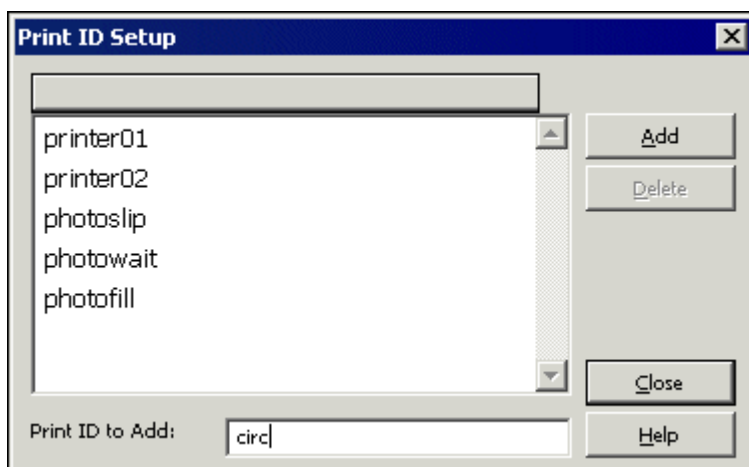 Print ID Setup
printer01
printer02
photoslip
photowait
photofill
Add
Delete
Close
Print ID to Add:
circ
Help